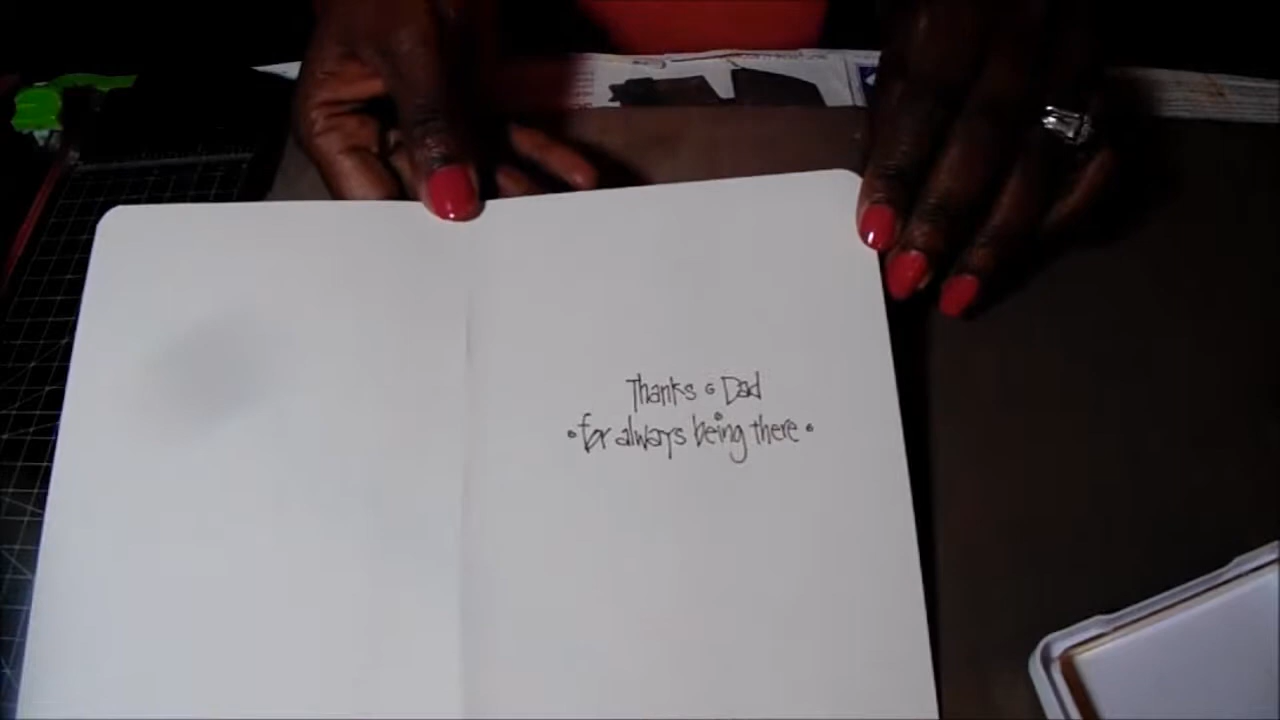 Thanks • Dad
•for always being there•